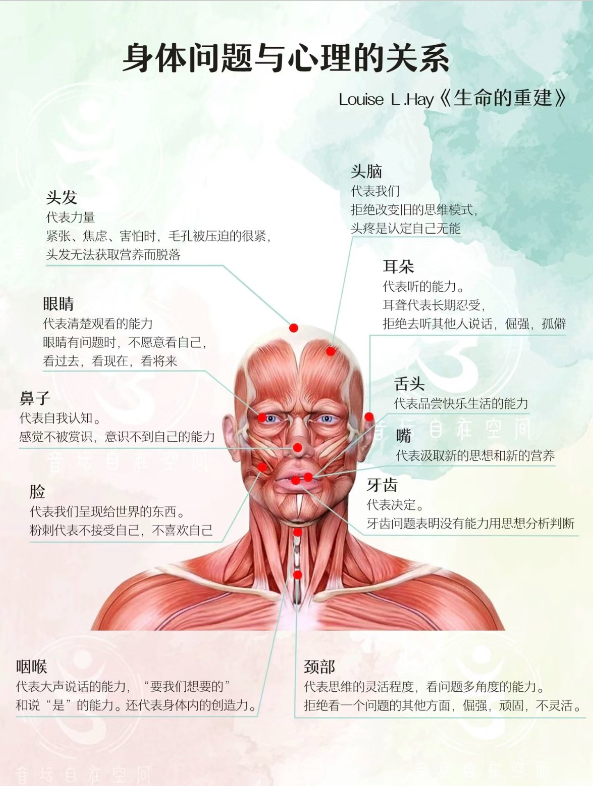 身体问题与心理的关系
Louise L.Hay《生命的重建》
头脑
代表我们
拒绝改变旧的思维模式,
头疼是认定自己无能
头发
代表力量
紧张、焦虑、害怕时，毛孔被压迫的很紧，
头发无法获取营养而脱落
耳朵
代表听的能力。
耳聋代表长期忍受，
拒绝去听其他人说话，倔强，孤僻
眼睛
代表清楚观看的能力
眼睛有问题时，不愿意看自己，
看过去，看现在，看将来
舌头
代表品尝快乐生活的能力
鼻子
代表自我认知。
感觉不被赏识，意识不到自己的能力
嘴
代表汲取新的思想和新的营养
牙齿
代表决定。
牙齿问题表明没有能力用思想分析判断
脸
代表我们呈现给世界的东西。
粉刺代表不接受自己，不喜欢自己
咽喉
代表大声说话的能力，“要我们想要的”
和说“是”的能力。还代表身体内的创造力。
颈部
代表思维的灵活程度，看问题多角度的能力。
拒绝看一个问题的其他方面，倔强，顽固，不灵活。